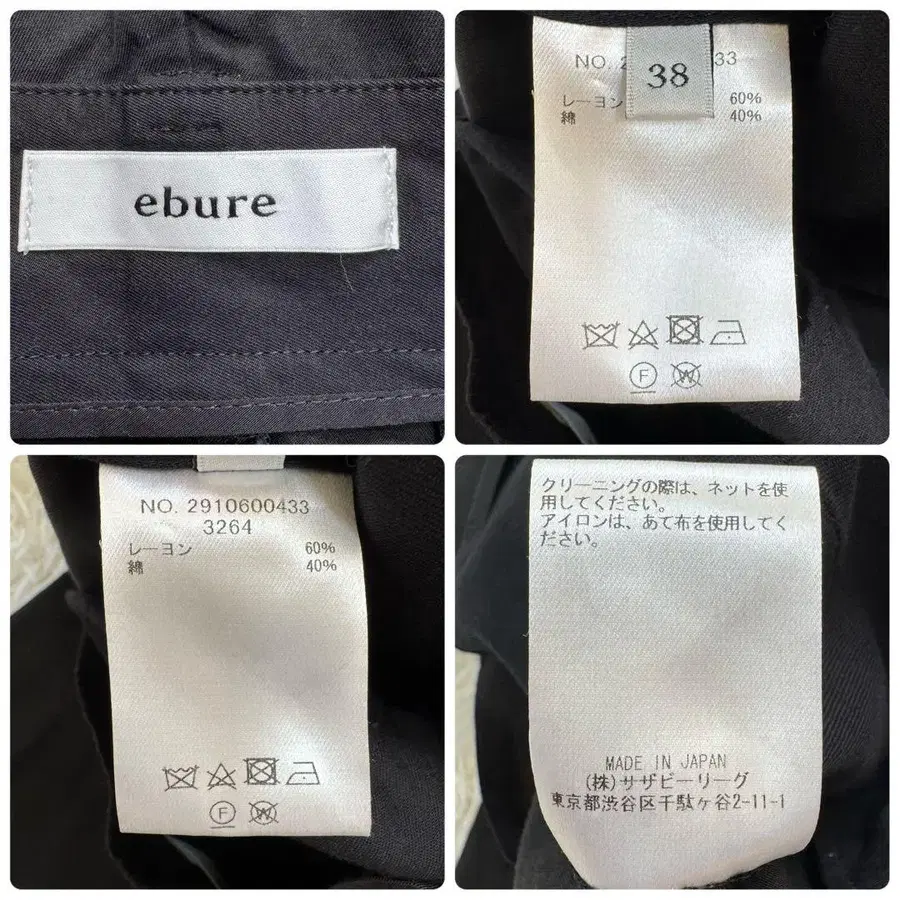 ebure
NO. 2 33
38
レーヨン 60%
綿 40%
F
W
NO. 2910600433
3264
レーヨン 60%
綿 40%
F
W
クリーニングの際は、ネットを使
用してください。
アイロンは、あて布を使用してく
ださい。
MADE IN JAPAN
(株)サザビーリーグ
東京都渋谷区千駄ケ谷2-11-1